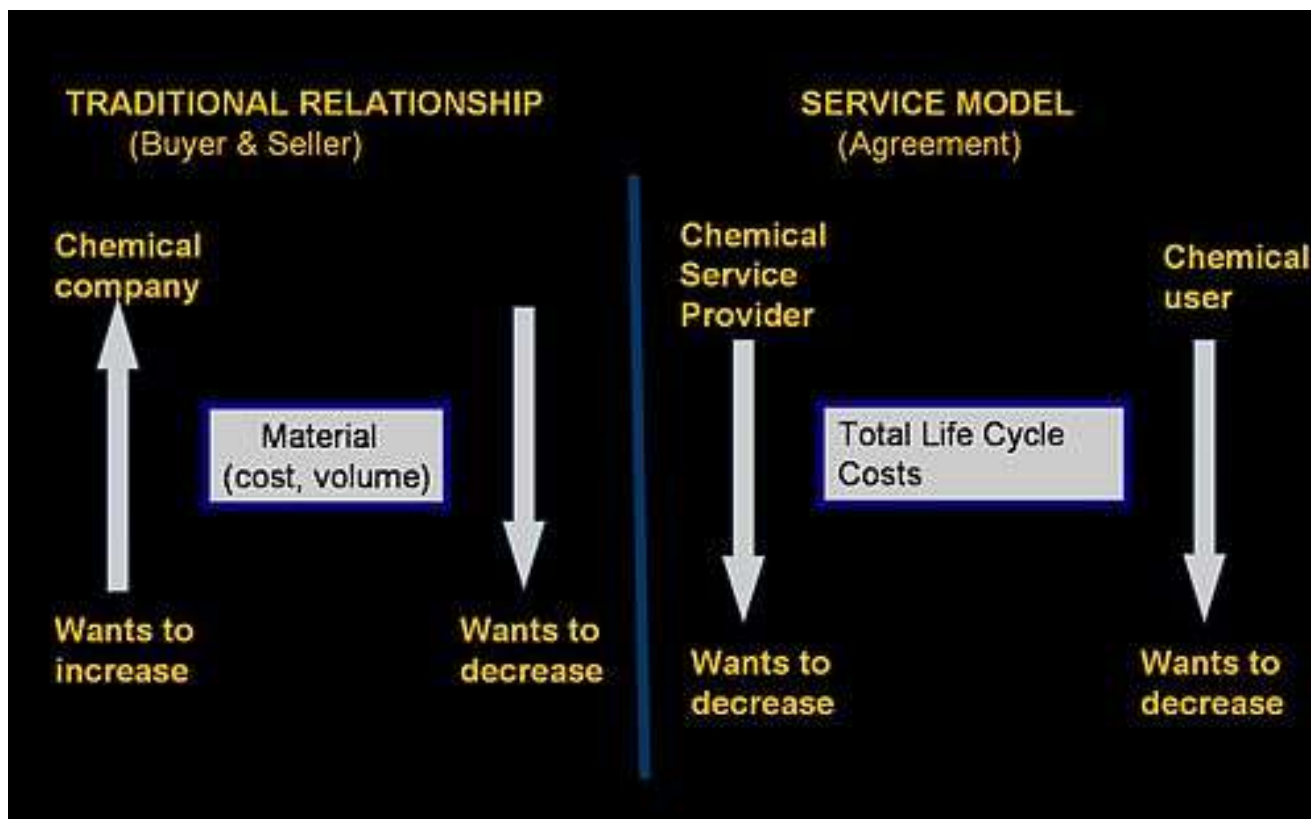 TRADITIONAL RELATIONSHIP
(Buyer & Seller)
Chemical
company
Material
(cost, volume)
Wants to
increase
Wants to
decrease
SERVICE MODEL
(Agreement)
Chemical
Service
Provider
Chemical
user
Total Life Cycle
Costs
Wants to
decrease
Wants to
decrease